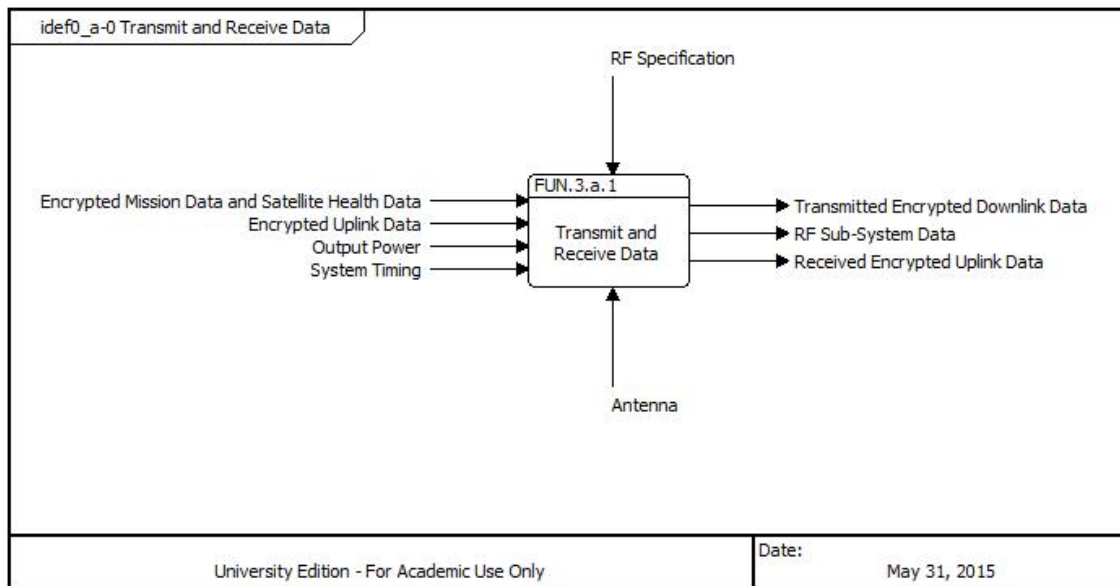 idef0_a-0 Transmit and Receive Data
RF Specification
FUN.3.a.1
Encrypted Mission Data and Satellite Health Data
Encrypted Uplink Data
Output Power
System Timing
Transmit and
Receive Data
Transmitted Encrypted Downlink Data
RF Sub-System Data
Received Encrypted Uplink Data
Antenna
University Edition - For Academic Use Only
Date:
May 31, 2015